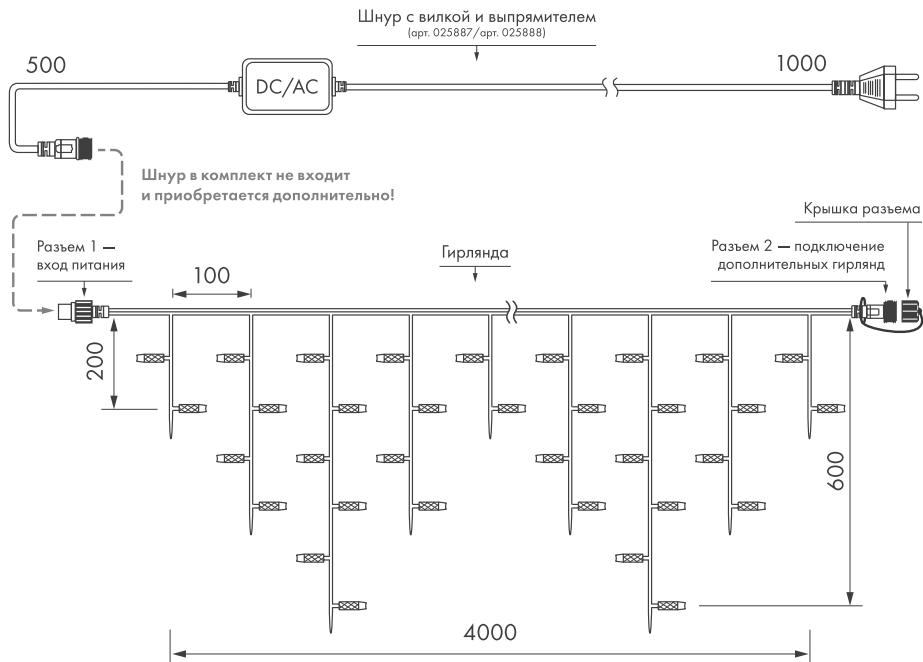 Шнур с вилкой и выпрямителем
(арт. 025887/арт. 025888)
500
DC/AC
1000
Шнур в комплект не входит
и приобретается дополнительно!
Крышка разъема
Разъем 1 —
вход питания
Гирлянда
Разъем 2 — подключение
дополнительных гирлянд
100
200
600
4000